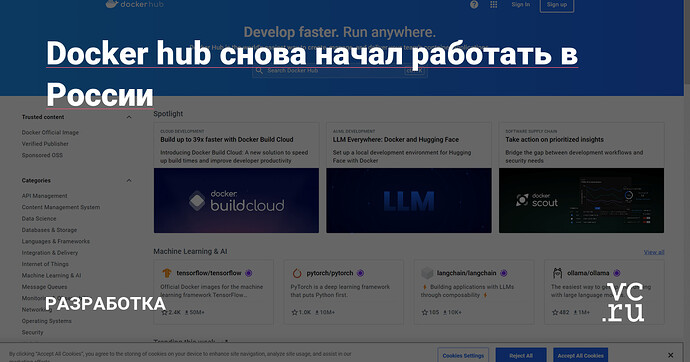 docker hub
Sign In
Sign up
Develop faster. Run anywhere.
Docker hub снова начал работать в
России
Search Docker Hub
Trusted content
Docker Official Image
Verified Publisher
Sponsored OSS
Categories
API Management
Content Management System
Data Science
Databases & Storage
Languages & Frameworks
Integration & Delivery
Internet of Things
Machine Learning & AI
Message Queues
Networking
Operating Systems
Security
Spotlight
CLOUD DEVELOPMENT
Build up to 39x faster with Docker Build Cloud
Introducing Docker Build Cloud: A new solution to speed
up build times and improve developer productivity
docker
build cloud
AI/ML DEVELOPMENT
LLM Everywhere: Docker and Hugging Face
Set up a local development environment for Hugging
Face with Docker
LLM
SOFTWARE SUPPLY CHAIN
Take action on prioritized insights
Bridge the gap between development workflows and
security needs
docker
scout
Machine Learning & AI
View all
tensorflow/tensorflow
Official Docker images for the machine
learning framework TensorFlow...
2.4K 50M+
pytorch/pytorch
PyTorch is a deep learning framework
that puts Python first.
1.0K 10M+
langchain/langchain
Building applications with LLMs
through composability
105 10K+
ollama/ollama
The easiest way to get
with large language
482 1M+
РАЗРАБОТКА
vc
.ru
Trending this week
By clicking "Accept All Cookies", you agree to the storing of cookies on your device to enhance site navigation, analyze site usage, and assist in our
Cookies Settings
Reject All
Accept All Cookies